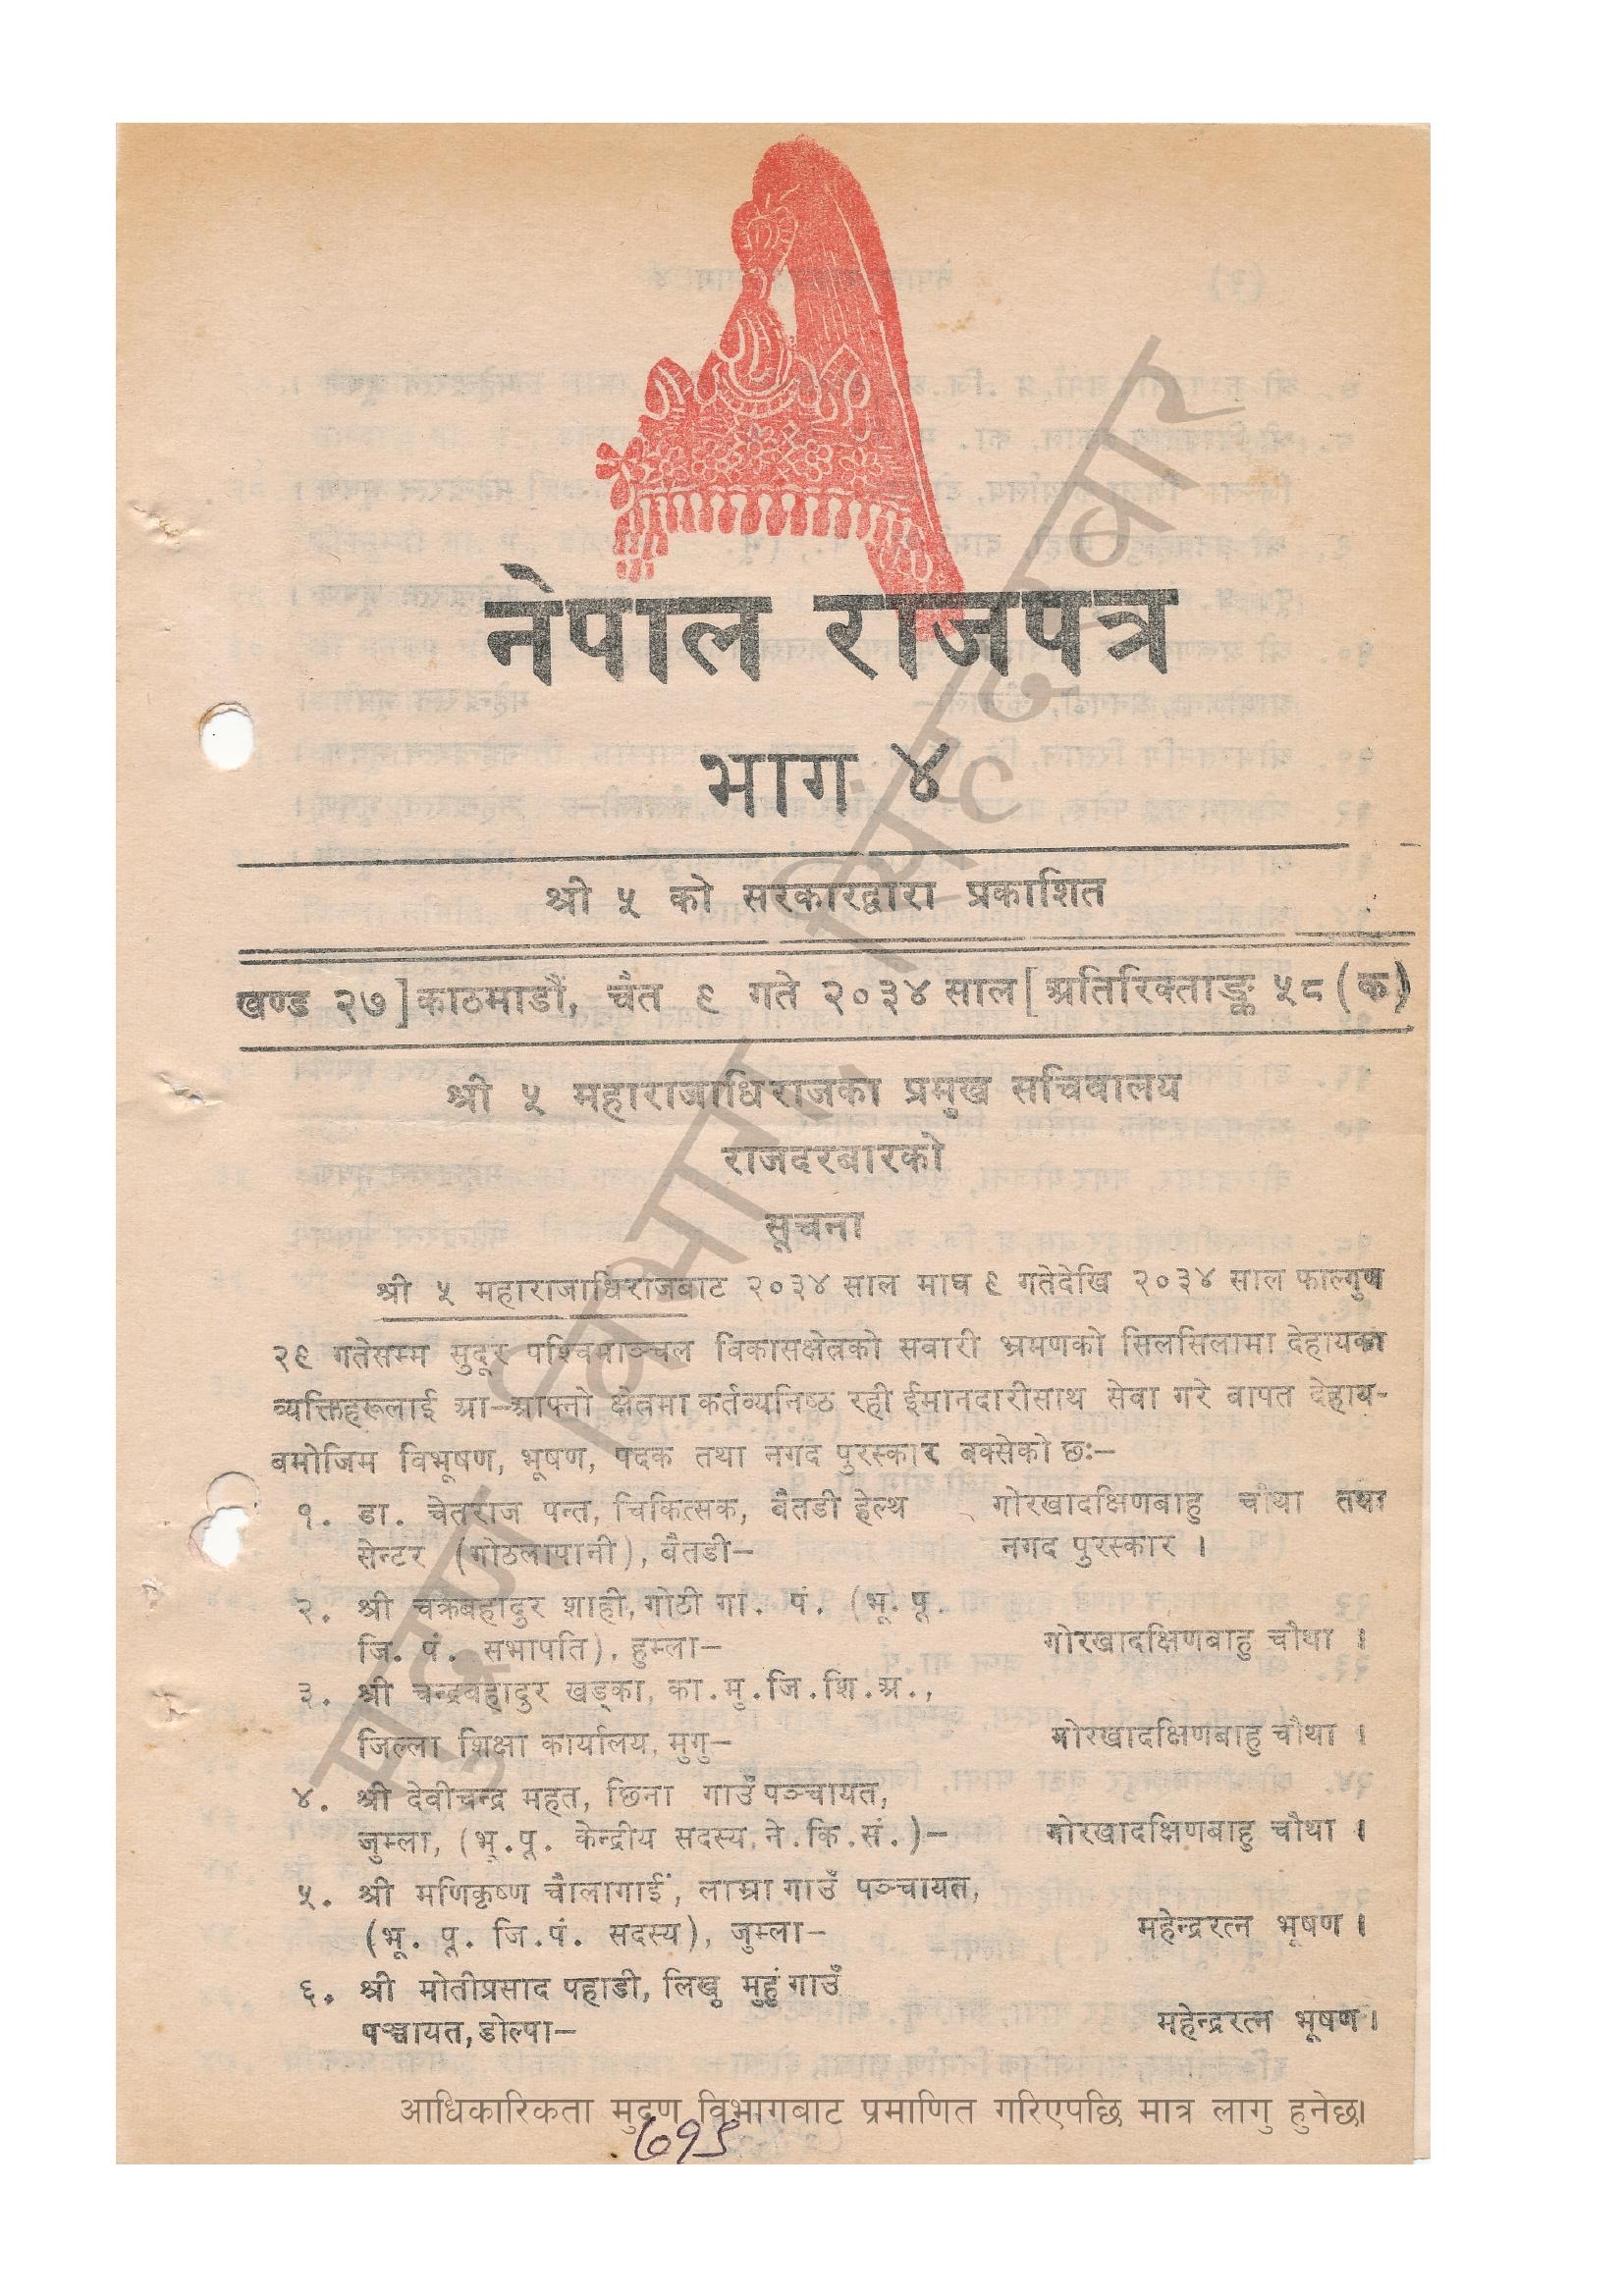 नेपाल राजपत्र
भाग ४
श्री ५ को सरकारद्वारा प्रकाशित
खण्ड २७] काठमाडौं, चैत ९ गते २०३४ साल [ अतिरिक्ताङ्क ५८ (क)
श्री ५ महाराजाधिराजका प्रमुख सचिवालय
राजदरबारको
सूचना
श्री ५ महाराजाधिराजबाट २०३४ साल माघ ९ गतेदेखि २०३४ साल फाल्गुण
२९ गतेसम्म सुदूर पश्चिमाञ्चल विकासक्षेत्रको सवारी भ्रमणको सिलसिलामा देहायका
व्यक्तिहरूलाई आ–आफ्नो क्षेत्रमा कर्तव्यनिष्ठ रही ईमानदारीसाथ सेवा गरे वापत देहाय-
बमोजिम विभूषण, भूषण, पदक तथा नगद पुरस्कार बक्सेको छः–
१. डा. चेतराज पन्त, चिकित्सक, बैतडी हेल्थ गोरखादक्षिणबाहु चौथा तथा
सेन्टर (गोठलापानी), बैतडी– नगद पुरस्कार ।
२. श्री चक्रबहादुर शाही, गोठी गा. पं. (भू. पू.
जि. पं. सभापति), हुम्ला– गोरखादक्षिणबाहु चौथा ।
३. श्री चन्द्रबहादुर खड्का, का.मु.जि.शि.अ.,
जिल्ला शिक्षा कार्यालय, मुगु– गोरखादक्षिणबाहु चौथा ।
४. श्री देवीचन्द्र महत, छिना गाउँ पञ्चायत,
जुम्ला, (भू.पू. केन्द्रीय सदस्य, ने.कि.सं.)– गोरखादक्षिणबाहु चौथा ।
५. श्री मणिकृष्ण चौलागाईं, लाम्रा गाउँ पञ्चायत,
(भू. पू. जि.पं. सदस्य), जुम्ला– महेन्द्ररत्न भूषण ।
६. श्री मोतीप्रसाद पहाडी, लिखु गाउँ
पञ्चायत, डोल्पा– महेन्द्ररत्न भूषण ।
आधिकारिकता मुद्रण विभागबाट प्रमाणित गरिएपछि मात्र लागु हुनेछ।
७१९
मुद्रण विभाग, सिंहदरबार